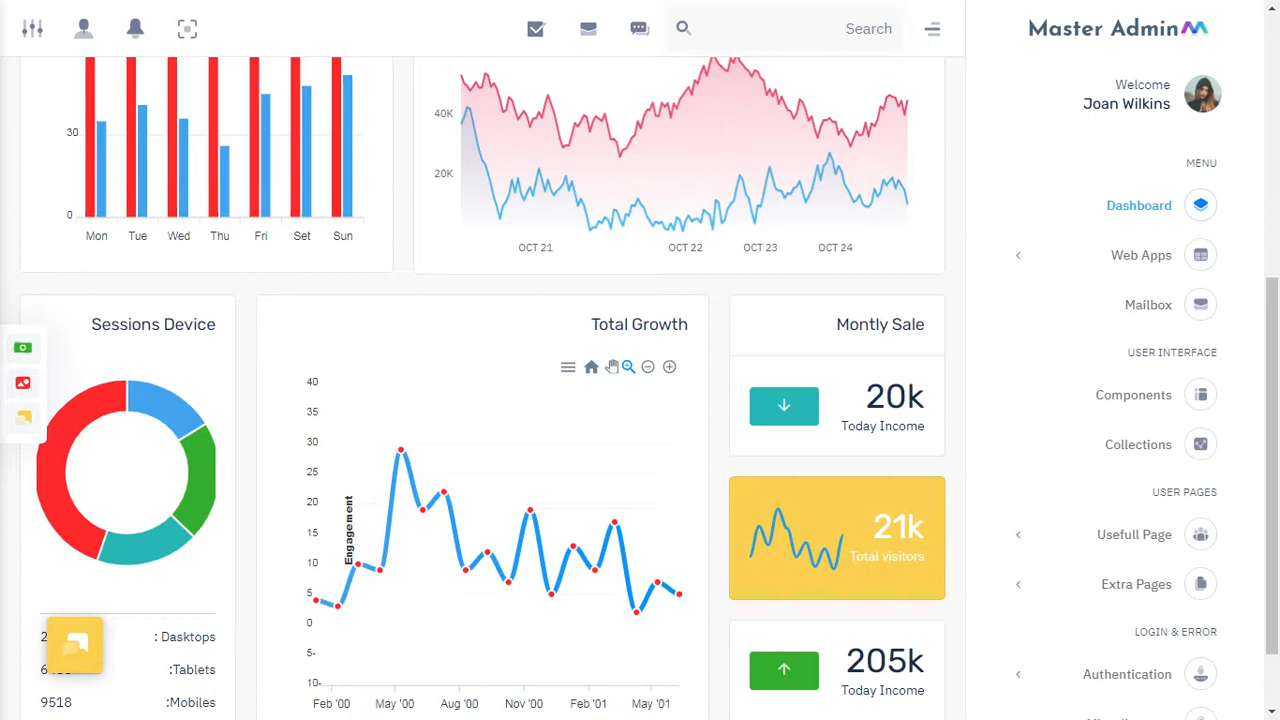 Search
Master Admin
Welcome
Joan Wilkins
MENU
Dashboard
Web Apps
Mailbox
USER INTERFACE
Components
Collections
USER PAGES
Usefull Page
Extra Pages
LOGIN & ERROR
Authentication
30
0
Mon Tue Wed Thu Fri Set Sun
40K
20K
OCT 21 OCT 22 OCT 23 OCT 24
Sessions Device
: Dasktops
:Tablets
9518 :Mobiles
Total Growth
40
35
30
25
20
15
10
5
0
5-
10-
Engagement
Feb '00 May '00 Aug '00 Nov '00 Feb '01 May '01
Montly Sale
20k
Today Income
21k
Total visitors
205k
Today Income